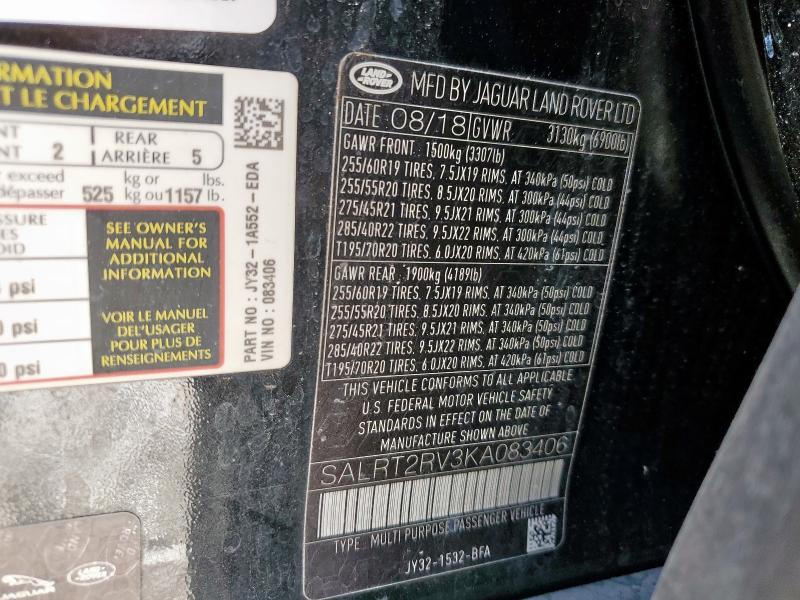 ORMATION
T LE CHARGEMENT
NT 2 REAR 5
NT ARRIÈRE
r exceed kg or lbs.
dépasser 525 kg ou 1157 lb.
SSURE
ES
OID
psi
0 psi
0 psi
SEE OWNER'S
MANUAL FOR
ADDITIONAL
INFORMATION
VOIR LE MANUEL
DEL'USAGER
POUR PLUS DE
RENSEIGNEMENTS
PART NO : JY32-1A552-EDA
VIN NO : 083406
LAND ROVER
MFD BY JAGUAR LAND ROVER LTD
DATE 08/18 GVWR 3130kg (6900lb)
GAWR FRONT : 1500kg (3307lb)
255/60R19 TIRES, 7.5JX19 RIMS, AT 340kPa (50psi) COLD
255/55R20 TIRES, 8.5JX20 RIMS, AT 300kPa (44psi) COLD
275/45R21 TIRES, 9.5JX21 RIMS, AT 300kPa (44psi) COLD
285/40R22 TIRES, 9.5JX22 RIMS, AT 300kPa (44psi) COLD
T195/70R20 TIRES, 6.0JX20 RIMS, AT 420kPa (61psi) COLD
GAWR REAR : 1900kg (4189lb)
255/60R19 TIRES, 7.5JX19 RIMS, AT 340kPa (50psi) COLD
255/55R20 TIRES, 8.5JX20 RIMS, AT 340kPa (50psi) COLD
275/45R21 TIRES, 9.5JX21 RIMS, AT 340kPa (50psi) COLD
285/40R22 TIRES, 9.5JX22 RIMS, AT 340kPa (50psi) COLD
T195/70R20 TIRES, 6.0JX20 RIMS, AT 420kPa (61psi) COLD
THIS VEHICLE CONFORMS TO ALL APPLICABLE
U.S. FEDERAL MOTOR VEHICLE SAFETY
STANDARDS IN EFFECT ON THE DATE OF
MANUFACTURE SHOWN ABOVE
SALRT2RV3KA083406
TYPE: MULTI PURPOSE PASSENGER VEHICLE
JY32-1532-BFA
JAGUAR
LAND ROVER